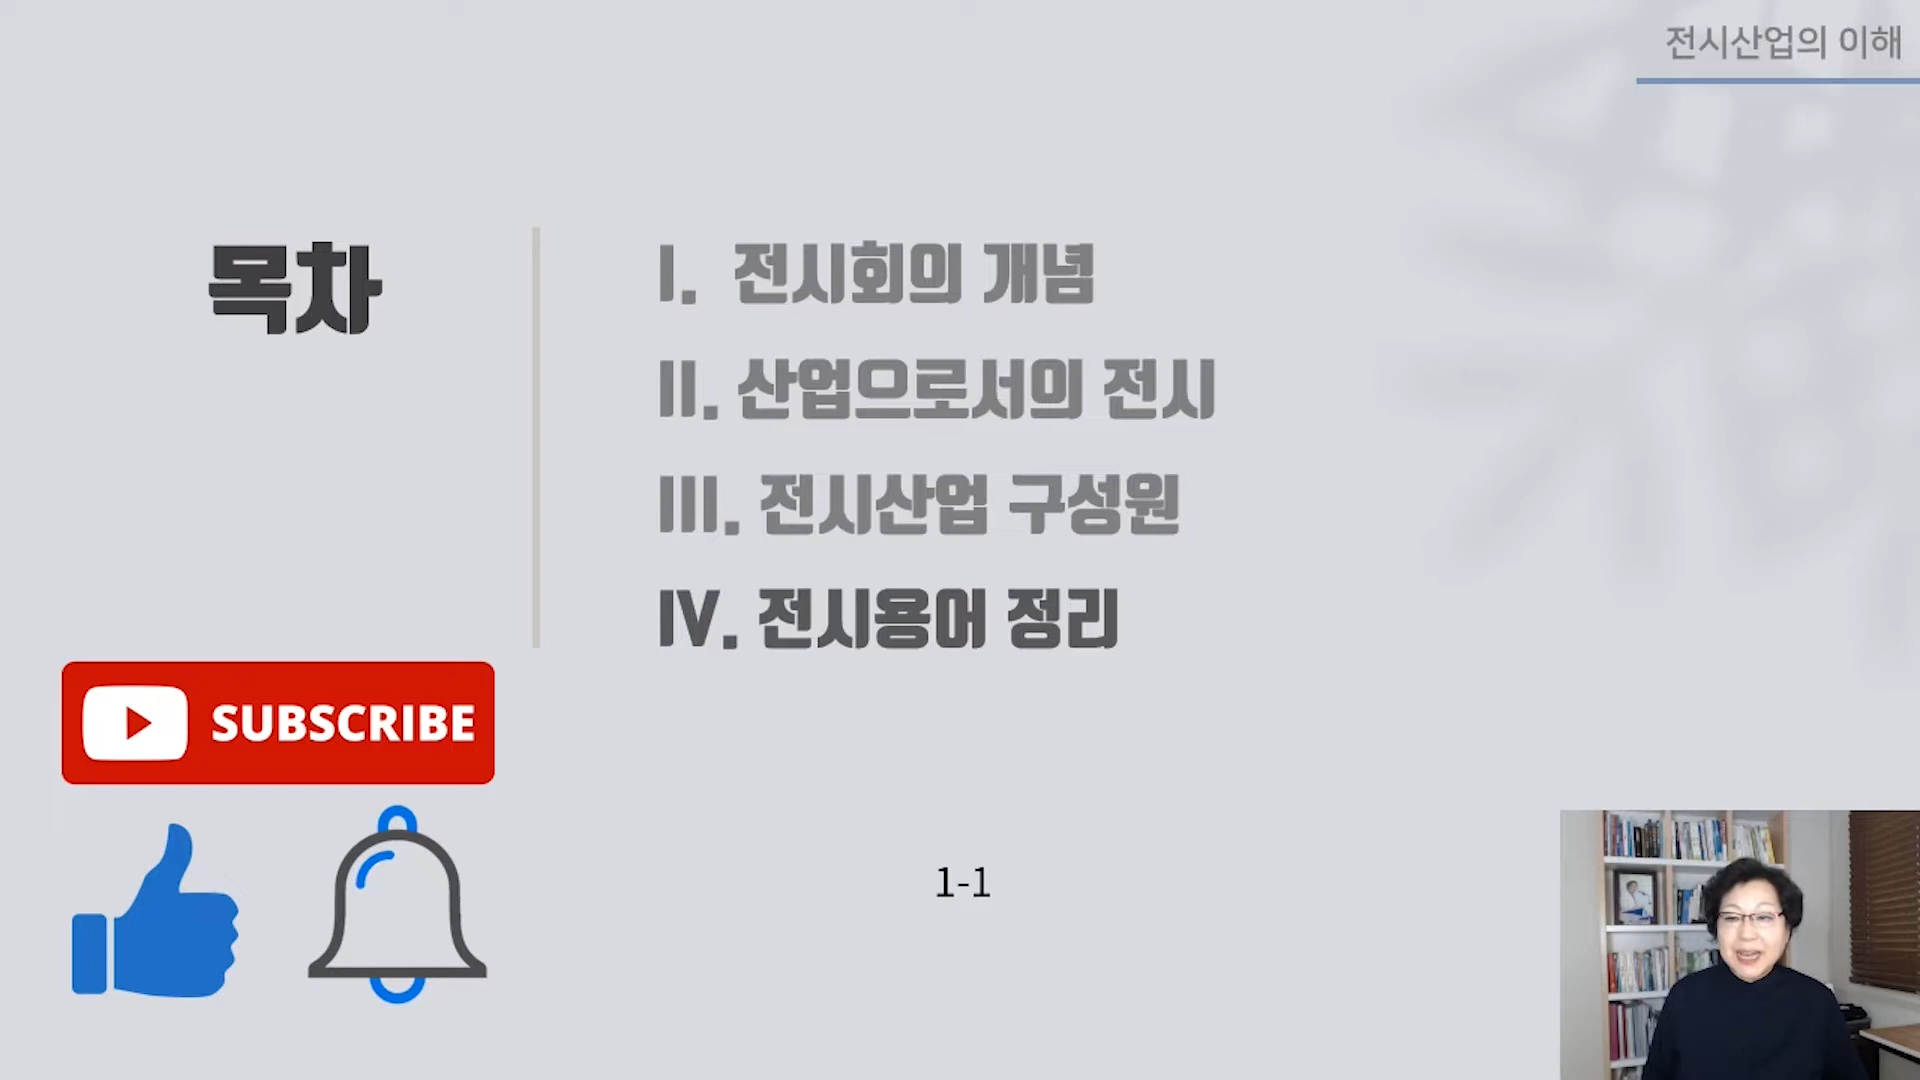 전시산업의 이해
목차
I. 전시회의 개념
II. 산업으로서의 전시
III. 전시산업 구성원
IV. 전시용어 정리
SUBSCRIBE
1-1